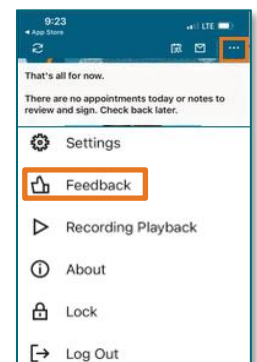 9:23
LTE
◀ App Store
That's all for now.
There are no appointments today or notes to
review and sign. Check back later.
Settings
Feedback
Recording Playback
About
Lock
Log Out